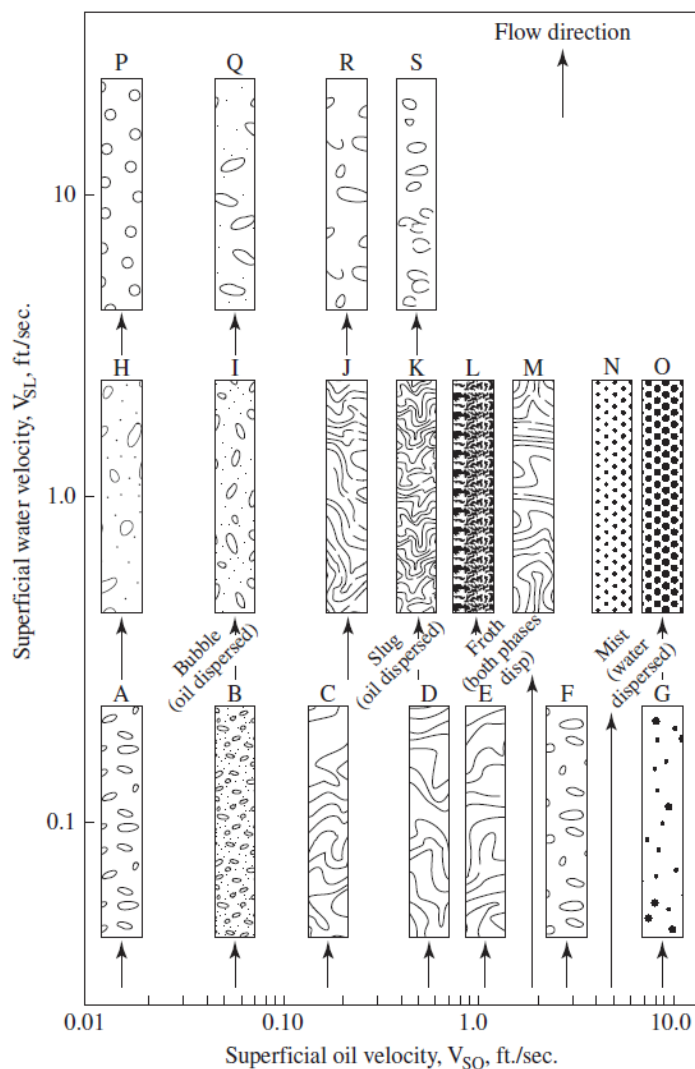 Flow direction
P Q R S
10
H I J K L M N O
1.0
Bubble
(oil dispersed)
Slug
(oil dispersed)
Froth
(both phases
disp)
Mist
(water
dispersed)
A B C D E F G
0.1
0.01 0.10 1.0 10.0
Superficial oil velocity, V_SO, ft./sec.
Superficial water velocity, V_SL, ft./sec.